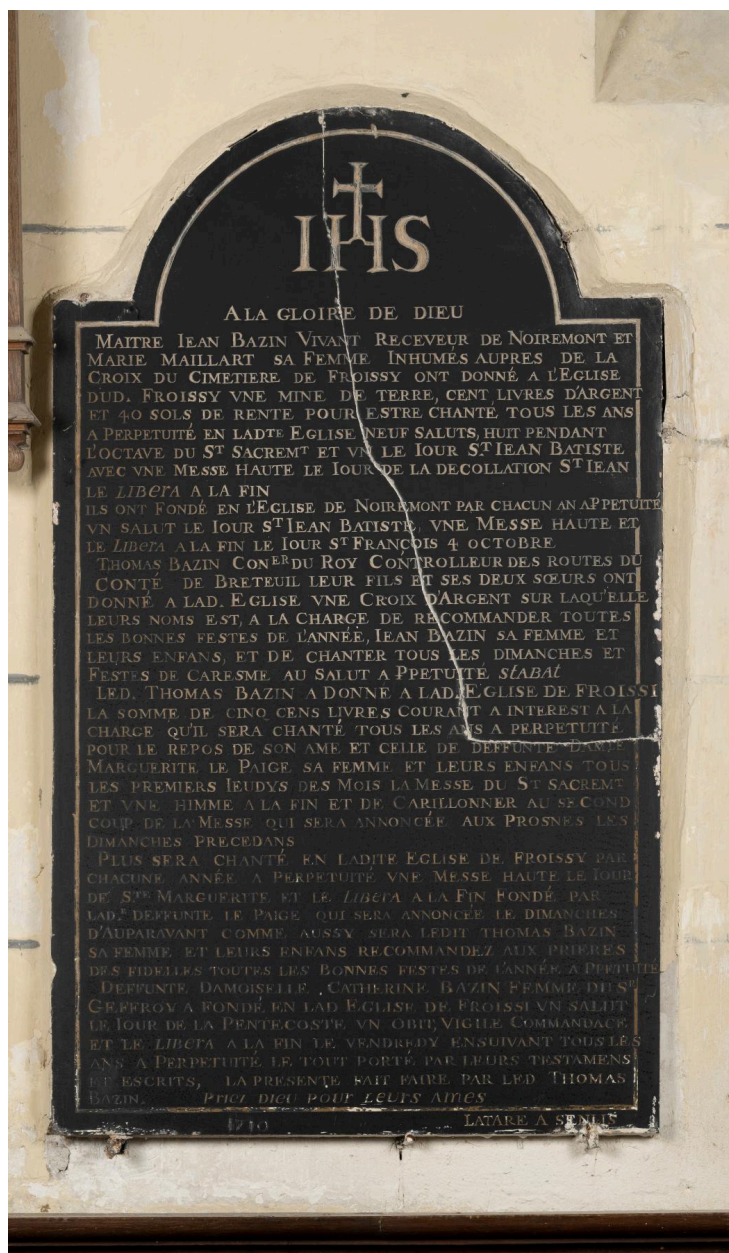 IHS
A LA GLOIRE DE DIEU
MAITRE IEAN BAZIN VIVANT RECEVEUR DE NOIREMONT ET
MARIE MAILLART SA FEMME INHUMÉS AUPRES DE LA
CROIX DU CIMETIERE DE FROISSY ONT DONNÉ A L'EGLISE
DUD. FROISSY VNE MINE DE TERRE, CENT LIVRES D'ARGENT
ET 40 SOLS DE RENTE POUR ESTRE CHANTÉ TOUS LES ANS
A PERPETUITÉ EN LADTE EGLISE NEUF SALUTS, HUIT PENDANT
L'OCTAVE DU ST SACREMT ET VN LE IOUR ST IEAN BATISTE
AVEC VNE MESSE HAUTE LE IOUR DE LA DECOLLATION ST IEAN
LE LIBERA A LA FIN
ILS ONT FONDÉ EN L'EGLISE DE NOIREMONT PAR CHACUN AN APPETUITÉ
VN SALUT LE IOUR ST IEAN BATISTE, VNE MESSE HAUTE ET
LE LIBERA A LA FIN LE IOUR ST FRANÇOIS 4 OCTOBRE
THOMAS BAZIN CONER DU ROY CONTROLLEUR DES ROUTES DU
CONTÉ DE BRETEUIL LEUR FILS ET SES DEUX SŒURS ONT
DONNÉ A LAD. EGLISE VNE CROIX D'ARGENT SUR LAQU'ELLE
LEURS NOMS EST, A LA CHARGE DE RECOMMANDER TOUTES
LES BONNES FESTES DE L'ANNÉE, IEAN BAZIN SA FEMME ET
LEURS ENFANS, ET DE CHANTER TOUS LES DIMANCHES ET
FESTES DE CARESME AU SALUT A PPETUITÉ STABAT
LED. THOMAS BAZIN A DONNÉ A LAD. EGLISE DE FROISSI
LA SOMME DE CINQ CENS LIVRES COURANT A INTEREST A LA
CHARGE QU'IL SERA CHANTÉ TOUS LES ANS A PERPETUITÉ
POUR LE REPOS DE SON AME ET CELLE DE DEFFUNTE DAME
MARGUERITE LE PAIGE SA FEMME ET LEURS ENFANS TOUS
LES PREMIERS IEUDYS DES MOIS LA MESSE DU ST SACREMT
ET VNE HIMME A LA FIN ET DE CARILLONNER AU SECOND
COUP DE LA MESSE QUI SERA ANNONCÉE AUX PROSNES LES
DIMANCHES PRECEDANS
PLUS SERA CHANTÉ EN LADITE EGLISE DE FROISSY PAR
CHACUNE ANNÉE A PERPETUITÉ VNE MESSE HAUTE LE IOUR
DE STE MARGUERITE ET LE LIBERA A LA FIN FONDÉ PAR
LAD.E DEFFUNTE LE PAIGE QUI SERA ANNONCÉE LE DIMANCHES
D'AUPARAVANT COMME AUSSY SERA LEDIT THOMAS BAZIN
SA FEMME ET LEURS ENFANS RECOMMANDEZ AUX PRIERES
DES FIDELLES TOUTES LES BONNES FESTES DE L'ANNÉE A PPETUITÉ
DEFFUNTE DAMOISELLE CATHERINE BAZIN FEMME DU SR
GEFFROY A FONDÉ EN LAD EGLISE DE FROISSI VN SALUT
LE IOUR DE LA PENTECOSTE VN OBIT, VIGILE COMMANDACE
ET LE LIBERA A LA FIN LE VENDREDY ENSUIVANT TOUS LES
ANS A PERPETUITÉ LE TOUT PORTÉ PAR LEURS TESTAMENS
ET ESCRITS, LA PRESENTE FAIT FAIRE PAR LED THOMAS
BAZIN. Priez Dieu pour Leurs Ames
1710 LATARE A SENLIS